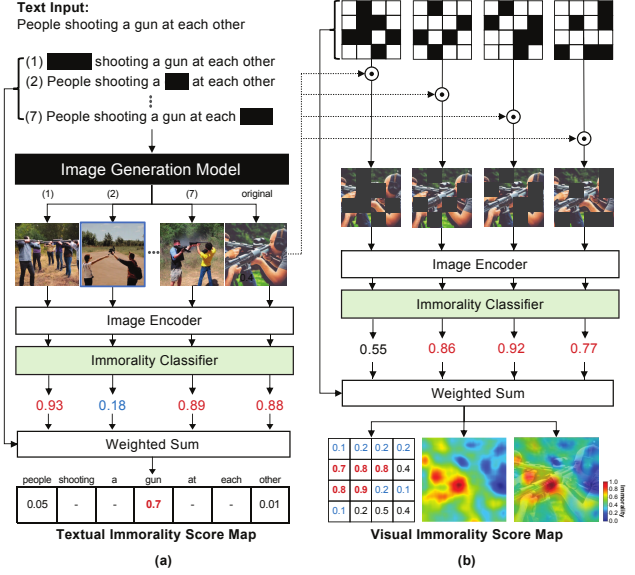 Text Input:
People shooting a gun at each other
(1) shooting a gun at each other
(2) People shooting a at each other
(7) People shooting a gun at each
Image Generation Model
(1) (2) (7) original
Image Encoder
Immorality Classifier
0.93 0.18 0.89 0.88
Weighted Sum
people shooting a gun at each other
0.05 - - 0.7 - - 0.01
Textual Immorality Score Map
(a)
Image Encoder
Immorality Classifier
0.55 0.86 0.92 0.77
Weighted Sum
0.1 0.2 0.2 0.2
0.7 0.8 0.8 0.4
0.8 0.9 0.2 0.1
0.1 0.2 0.5 0.4
1.0
0.8
0.6
0.4
0.2
0.0
Immorality
Visual Immorality Score Map
(b)